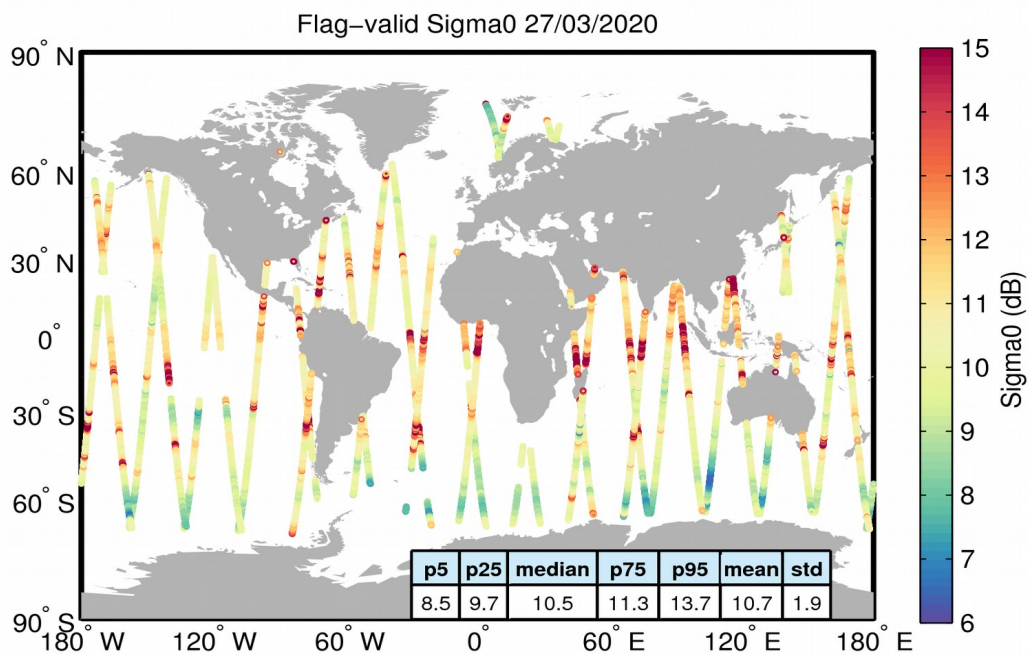 Flag−valid Sigma0 27/03/2020
90° N
60° N
30° N
0°
30° S
60° S
90° S
180° W
120° W
60° W
0°
60° E
120° E
180° E
15
14
13
12
11
10
9
8
7
6
Sigma0 (dB)
p5 p25 median p75 p95 mean std
8.5 9.7 10.5 11.3 13.7 10.7 1.9